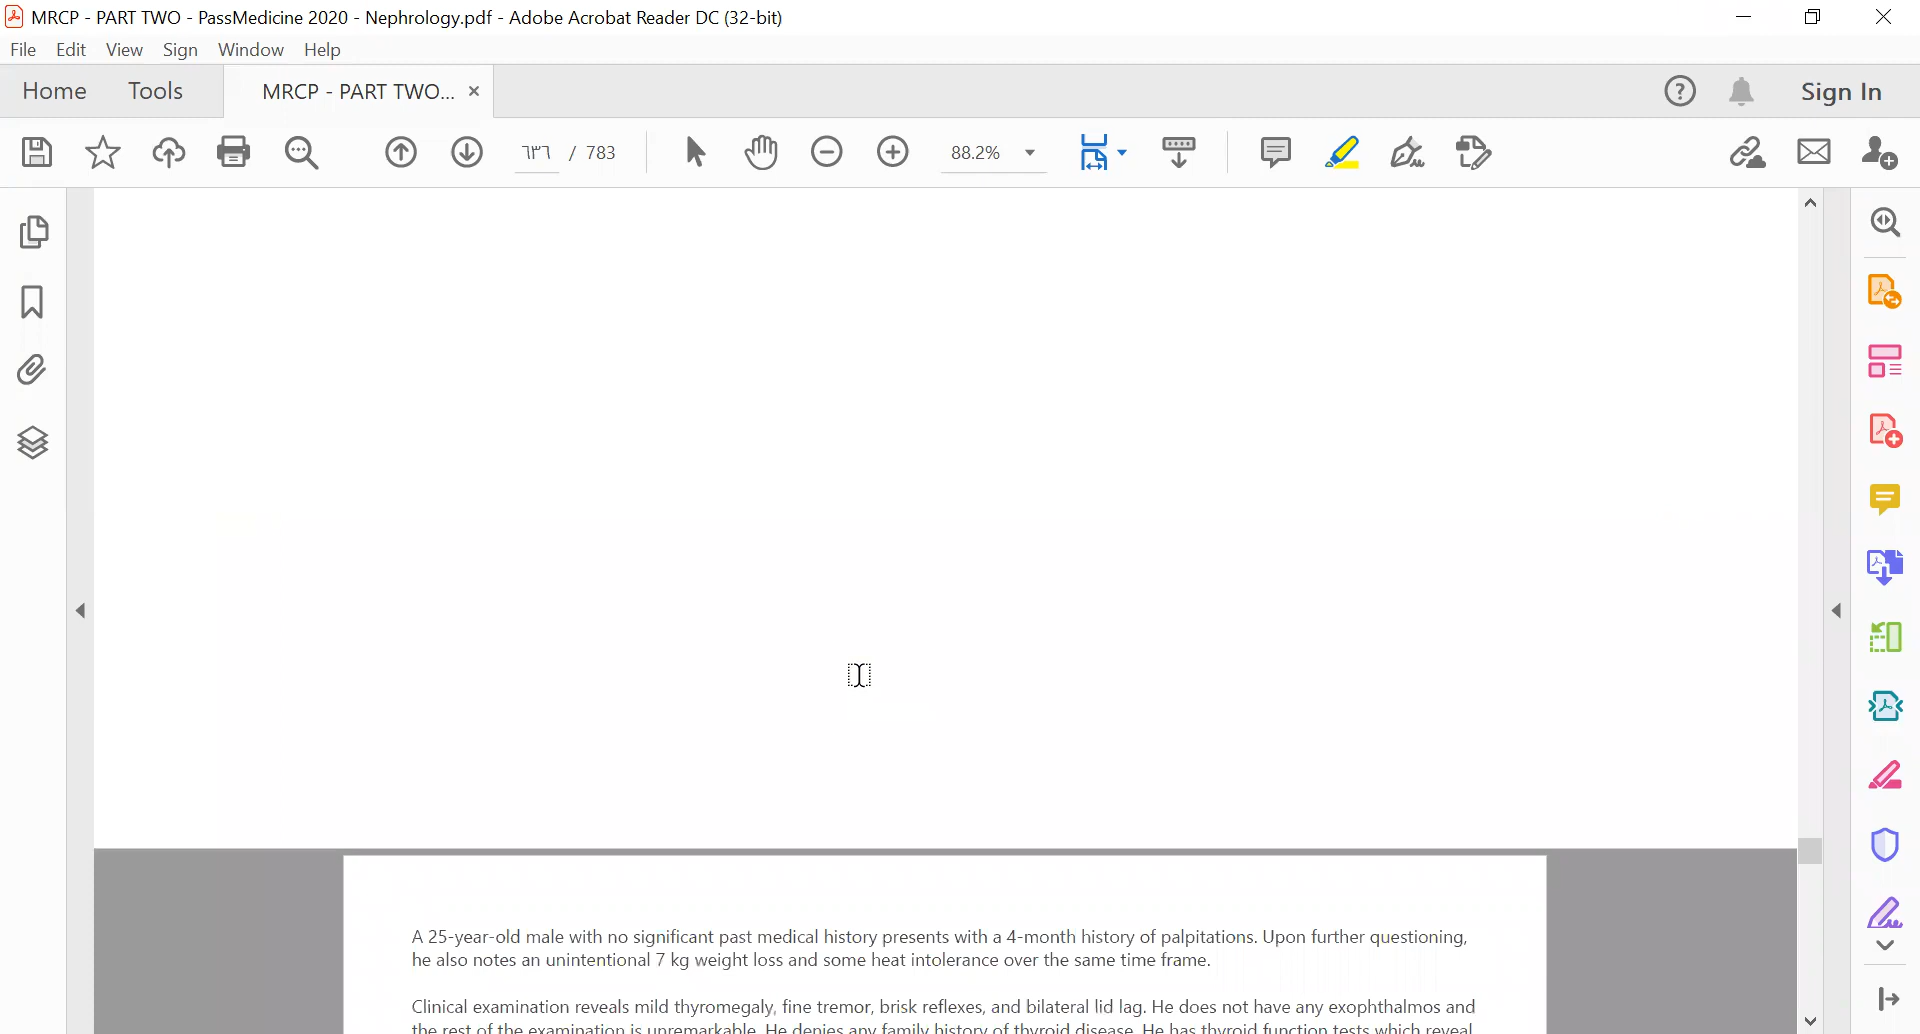 MRCP - PART TWO - PassMedicine 2020 - Nephrology.pdf - Adobe Acrobat Reader DC (32-bit)
File Edit View Sign Window Help
Home Tools MRCP - PART TWO... × Sign In
٦٣٦ / 783 88.2%
A 25-year-old male with no significant past medical history presents with a 4-month history of palpitations. Upon further questioning,
he also notes an unintentional 7 kg weight loss and some heat intolerance over the same time frame.
Clinical examination reveals mild thyromegaly, fine tremor, brisk reflexes, and bilateral lid lag. He does not have any exophthalmos and
the rest of the examination is unremarkable. He denies any family history of thyroid disease. He has thyroid function tests which reveal